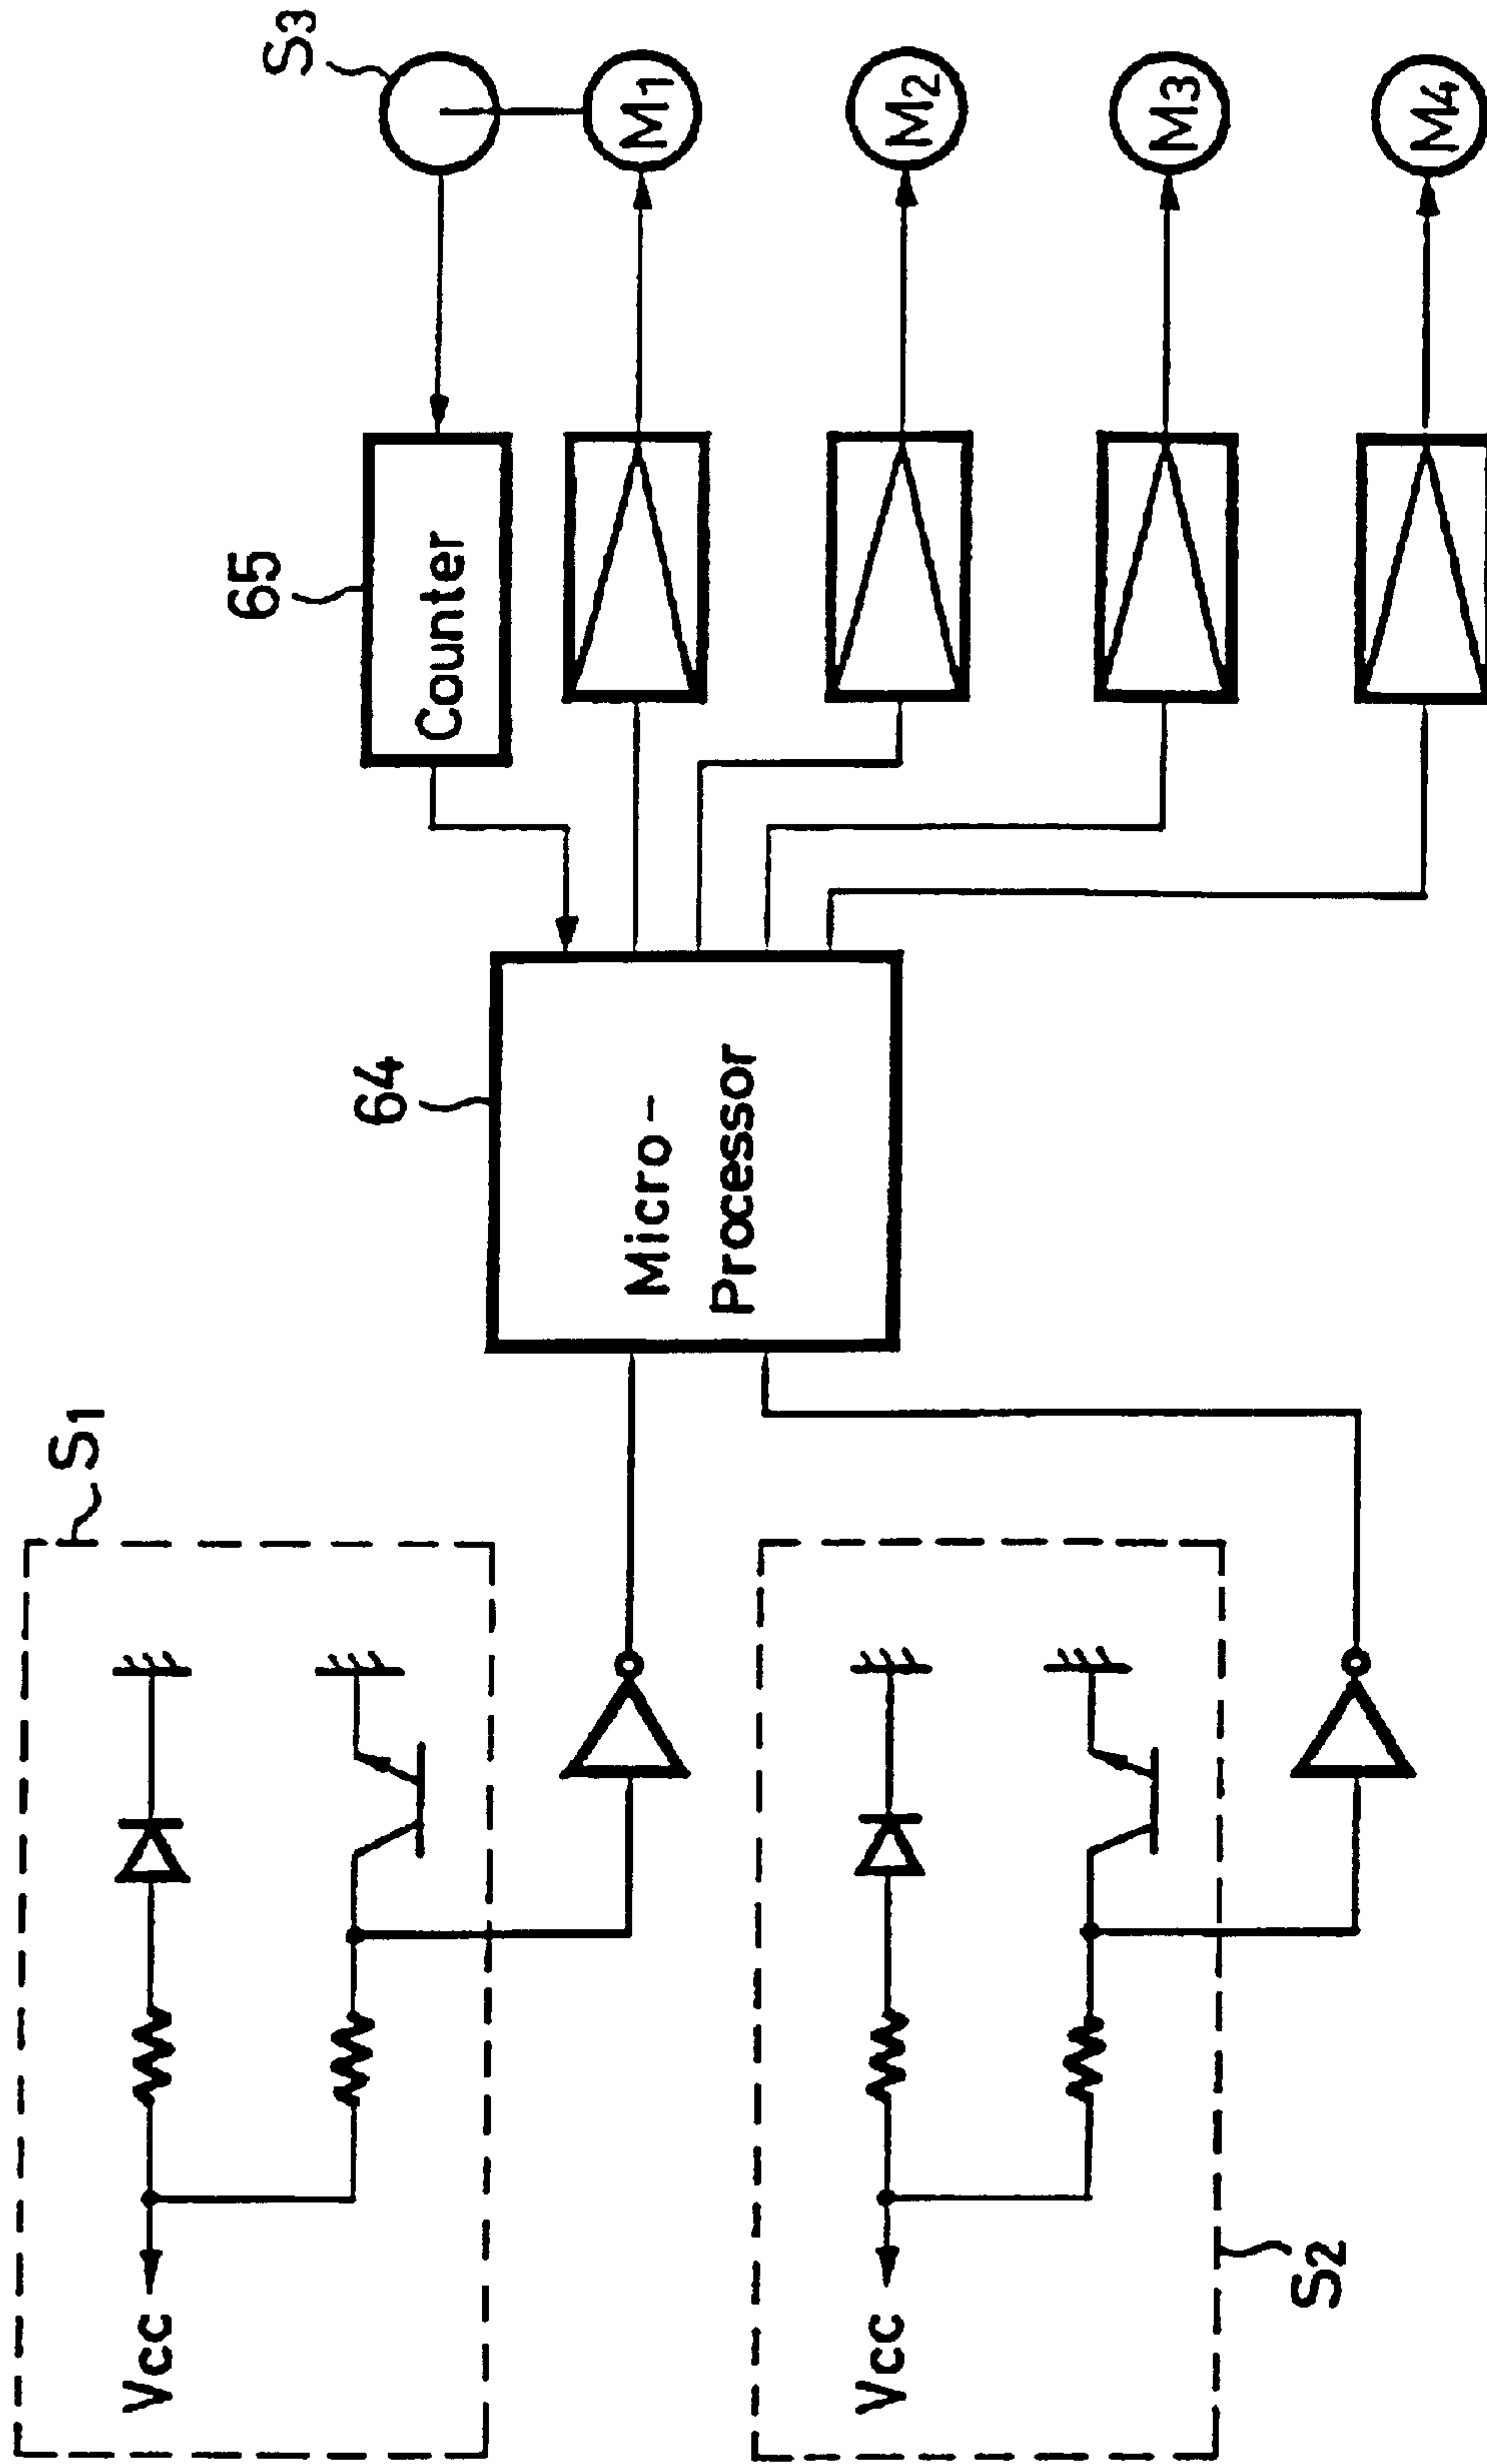 S1
Vcc
S2
Vcc
64
Micro-
Processor
65
Counter
S3
M1
M2
M3
M4